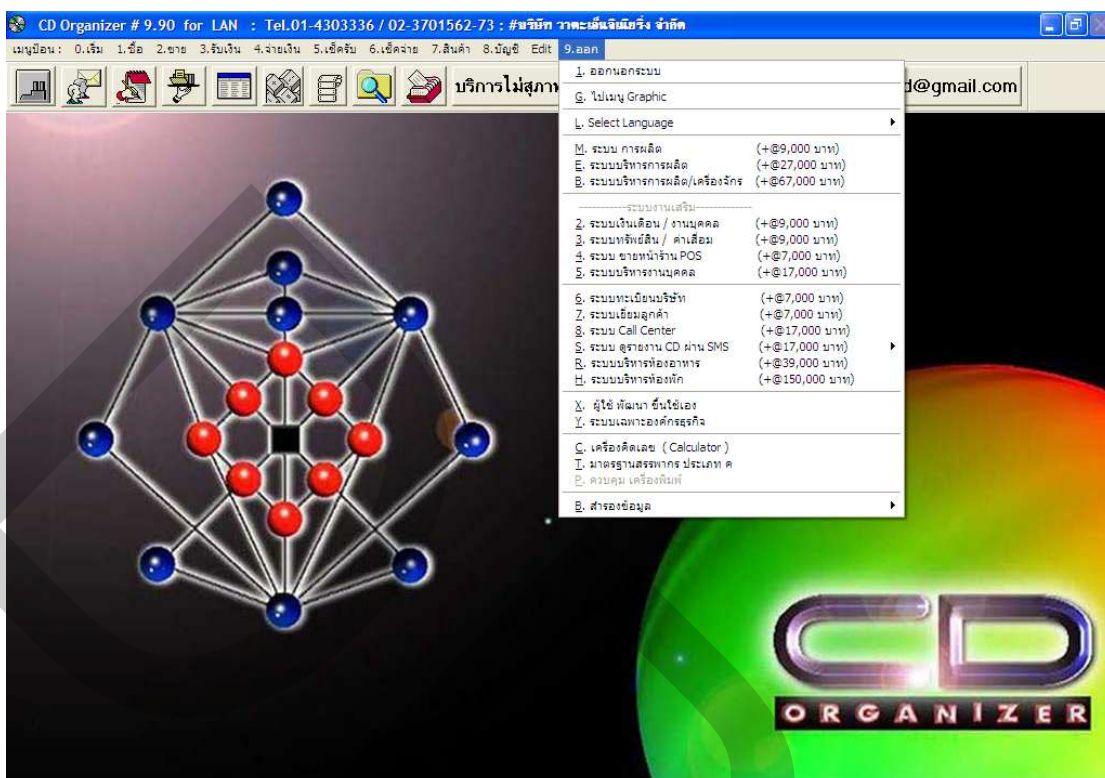 CD Organizer # 9.90 for LAN : Tel.01-4303336 / 02-3701562-73 : #บริษัท วาตะเอ็นจิเนียริ่ง จำกัด
เมนูป้อน: 0.เริ่ม 1.ซื้อ 2.ขาย 3.รับเงิน 4.จ่ายเงิน 5.เช็ครับ 6.เช็คจ่าย 7.สินค้า 8.บัญชี Edit 9.ออก
บริการไม่สุภาพ
d@gmail.com
1. ออกนอกระบบ
G. ไปเมนู Graphic
L. Select Language
M. ระบบ การผลิต (+@9,000 บาท)
E. ระบบบริหารการผลิต (+@27,000 บาท)
B. ระบบบริหารการผลิต/เครื่องจักร (+@67,000 บาท)
-----------ระบบงานเสริม-------------
2. ระบบเงินเดือน / งานบุคคล (+@9,000 บาท)
3. ระบบทรัพย์สิน / ค่าเสื่อม (+@9,000 บาท)
4. ระบบ ขายหน้าร้าน POS (+@7,000 บาท)
5. ระบบบริหารงานบุคคล (+@17,000 บาท)
6. ระบบทะเบียนบริษัท (+@7,000 บาท)
7. ระบบเยี่ยมลูกค้า (+@7,000 บาท)
8. ระบบ Call Center (+@17,000 บาท)
S. ระบบ ดูรายงาน CD ผ่าน SMS (+@17,000 บาท)
R. ระบบบริหารห้องอาหาร (+@39,000 บาท)
H. ระบบบริหารห้องพัก (+@150,000 บาท)
X. ผู้ใช้ พัฒนา ขึ้นใช้เอง
Y. ระบบเฉพาะองค์กรธุรกิจ
C. เครื่องคิดเลข ( Calculator )
T. มาตรฐานสรรพากร ประเภท ค
P. ควบคุม เครื่องพิมพ์
B. สำรองข้อมูล
CD
ORGANIZER